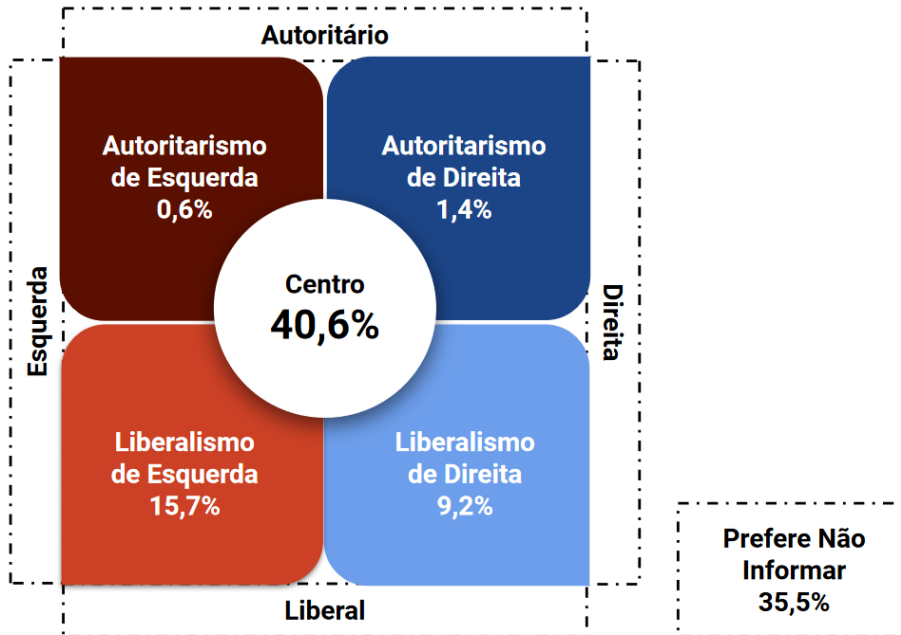 Autoritário
Autoritarismo
de Esquerda
0,6%
Autoritarismo
de Direita
1,4%
Esquerda
Centro
40,6%
Direita
Liberalismo
de Esquerda
15,7%
Liberalismo
de Direita
9,2%
Liberal
Prefere Não
Informar
35,5%